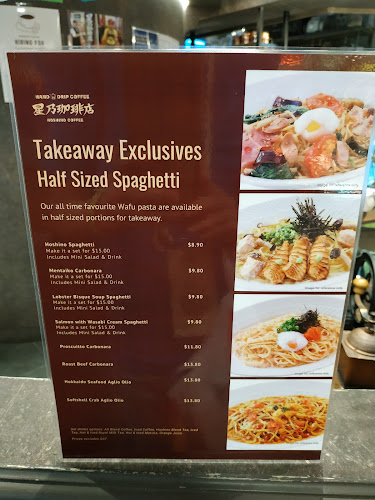 HIRING FOR
HAND DRIP COFFEE
星乃珈琲店
HOSHINO COFFEE
Takeaway Exclusives
Half Sized Spaghetti
Our all time favourite Wafu pasta are available
in half sized portions for takeaway.
Hoshino Spaghetti $8.90
Make it a set for $15.00
Includes Mini Salad & Drink
Mentaiko Carbonara $9.80
Make it a set for $15.00
Includes Mini Salad & Drink
Lobster Bisque Soup Spaghetti $9.80
Make it a set for $15.00
Includes Mini Salad & Drink
Salmon with Wasabi Cream Spaghetti $9.80
Make it a set for $15.00
Includes Mini Salad & Drink
Proscuitto Carbonara $11.80
Roast Beef Carbonara $13.80
Hokkaido Seafood Aglio Olio $13.80
Softshell Crab Aglio Olio $13.80